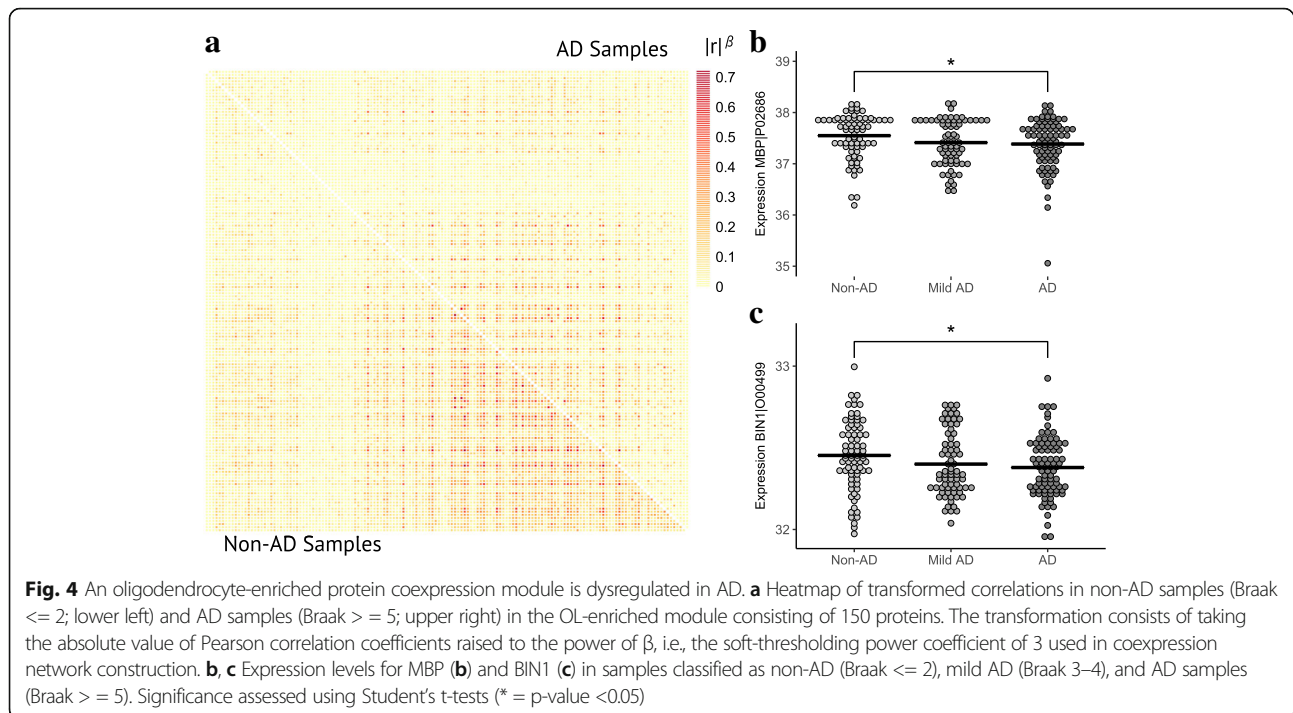 a
AD Samples
|r|β
0.7
0.6
0.5
0.4
0.3
0.2
0.1
0
Non-AD Samples
b
*
39
38
37
35
Expression MBP|P02686
Non-AD
Mild AD
AD
c
*
33
32
Expression BIN1|O00499
Non-AD
Mild AD
AD
Fig. 4 An oligodendrocyte-enriched protein coexpression module is dysregulated in AD. a Heatmap of transformed correlations in non-AD samples (Braak
<= 2; lower left) and AD samples (Braak > = 5; upper right) in the OL-enriched module consisting of 150 proteins. The transformation consists of taking
the absolute value of Pearson correlation coefficients raised to the power of β, i.e., the soft-thresholding power coefficient of 3 used in coexpression
network construction. b, c Expression levels for MBP (b) and BIN1 (c) in samples classified as non-AD (Braak <= 2), mild AD (Braak 3–4), and AD samples
(Braak > = 5). Significance assessed using Student's t-tests (* = p-value <0.05)